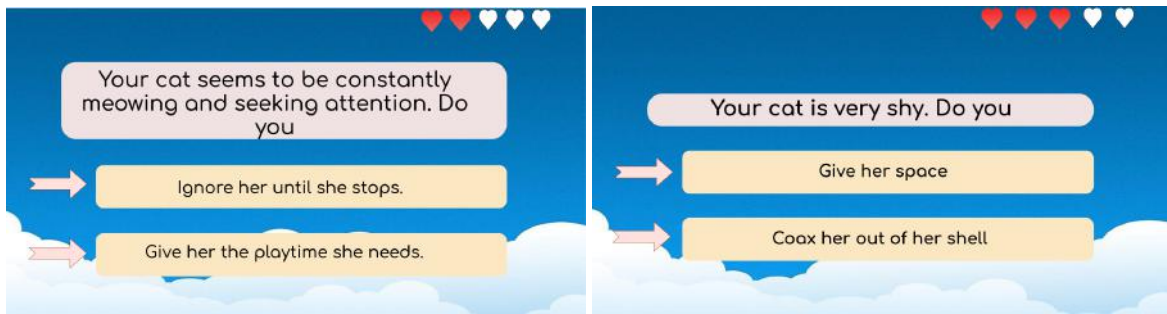 Your cat seems to be constantly
meowing and seeking attention. Do
you
Ignore her until she stops.
Give her the playtime she needs.
Your cat is very shy. Do you
Give her space
Coax her out of her shell